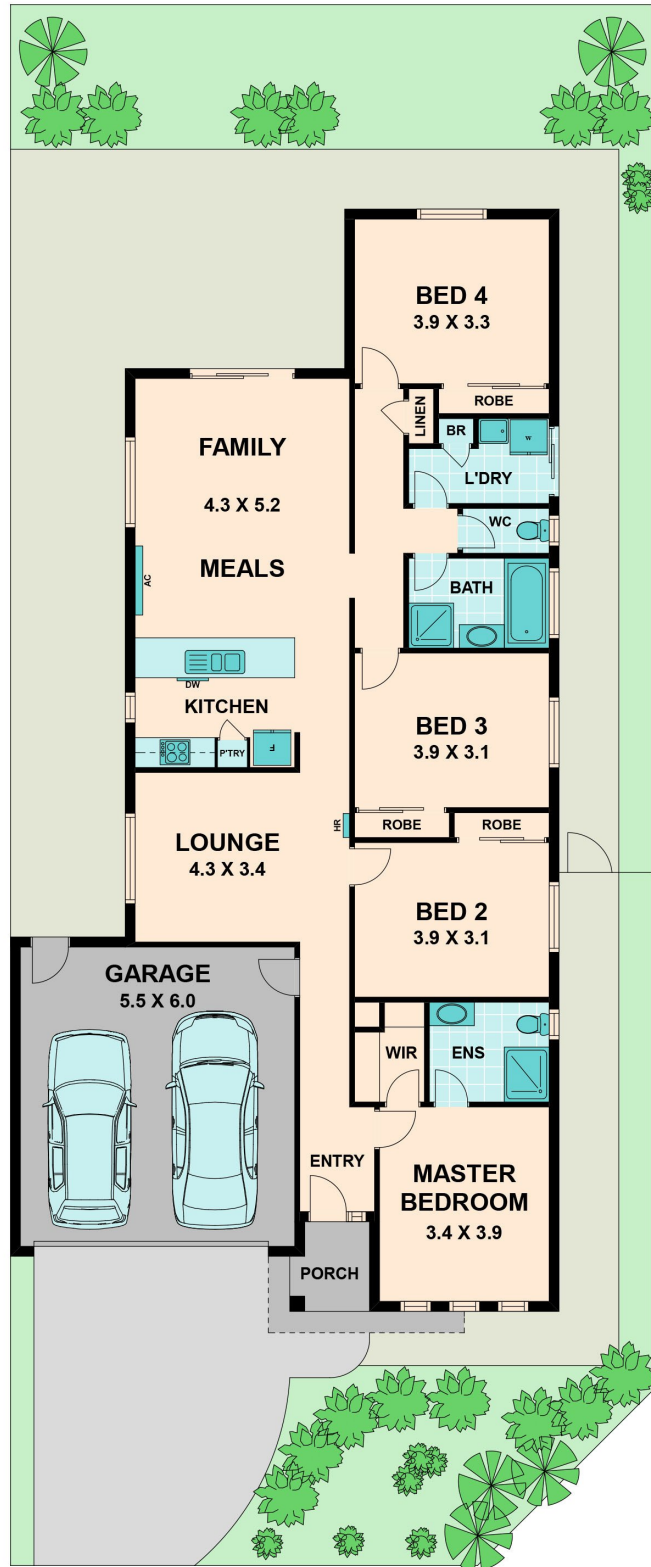 BED 4
3.9 X 3.3
ROBE
LINEN
BR
W
L'DRY
FAMILY
4.3 X 5.2
WC
MEALS
AC
BATH
DW
KITCHEN
P'TRY
F
BED 3
3.9 X 3.1
ROBE
ROBE
HR
LOUNGE
4.3 X 3.4
BED 2
3.9 X 3.1
GARAGE
5.5 X 6.0
WIR
ENS
ENTRY
MASTER
BEDROOM
3.4 X 3.9
PORCH